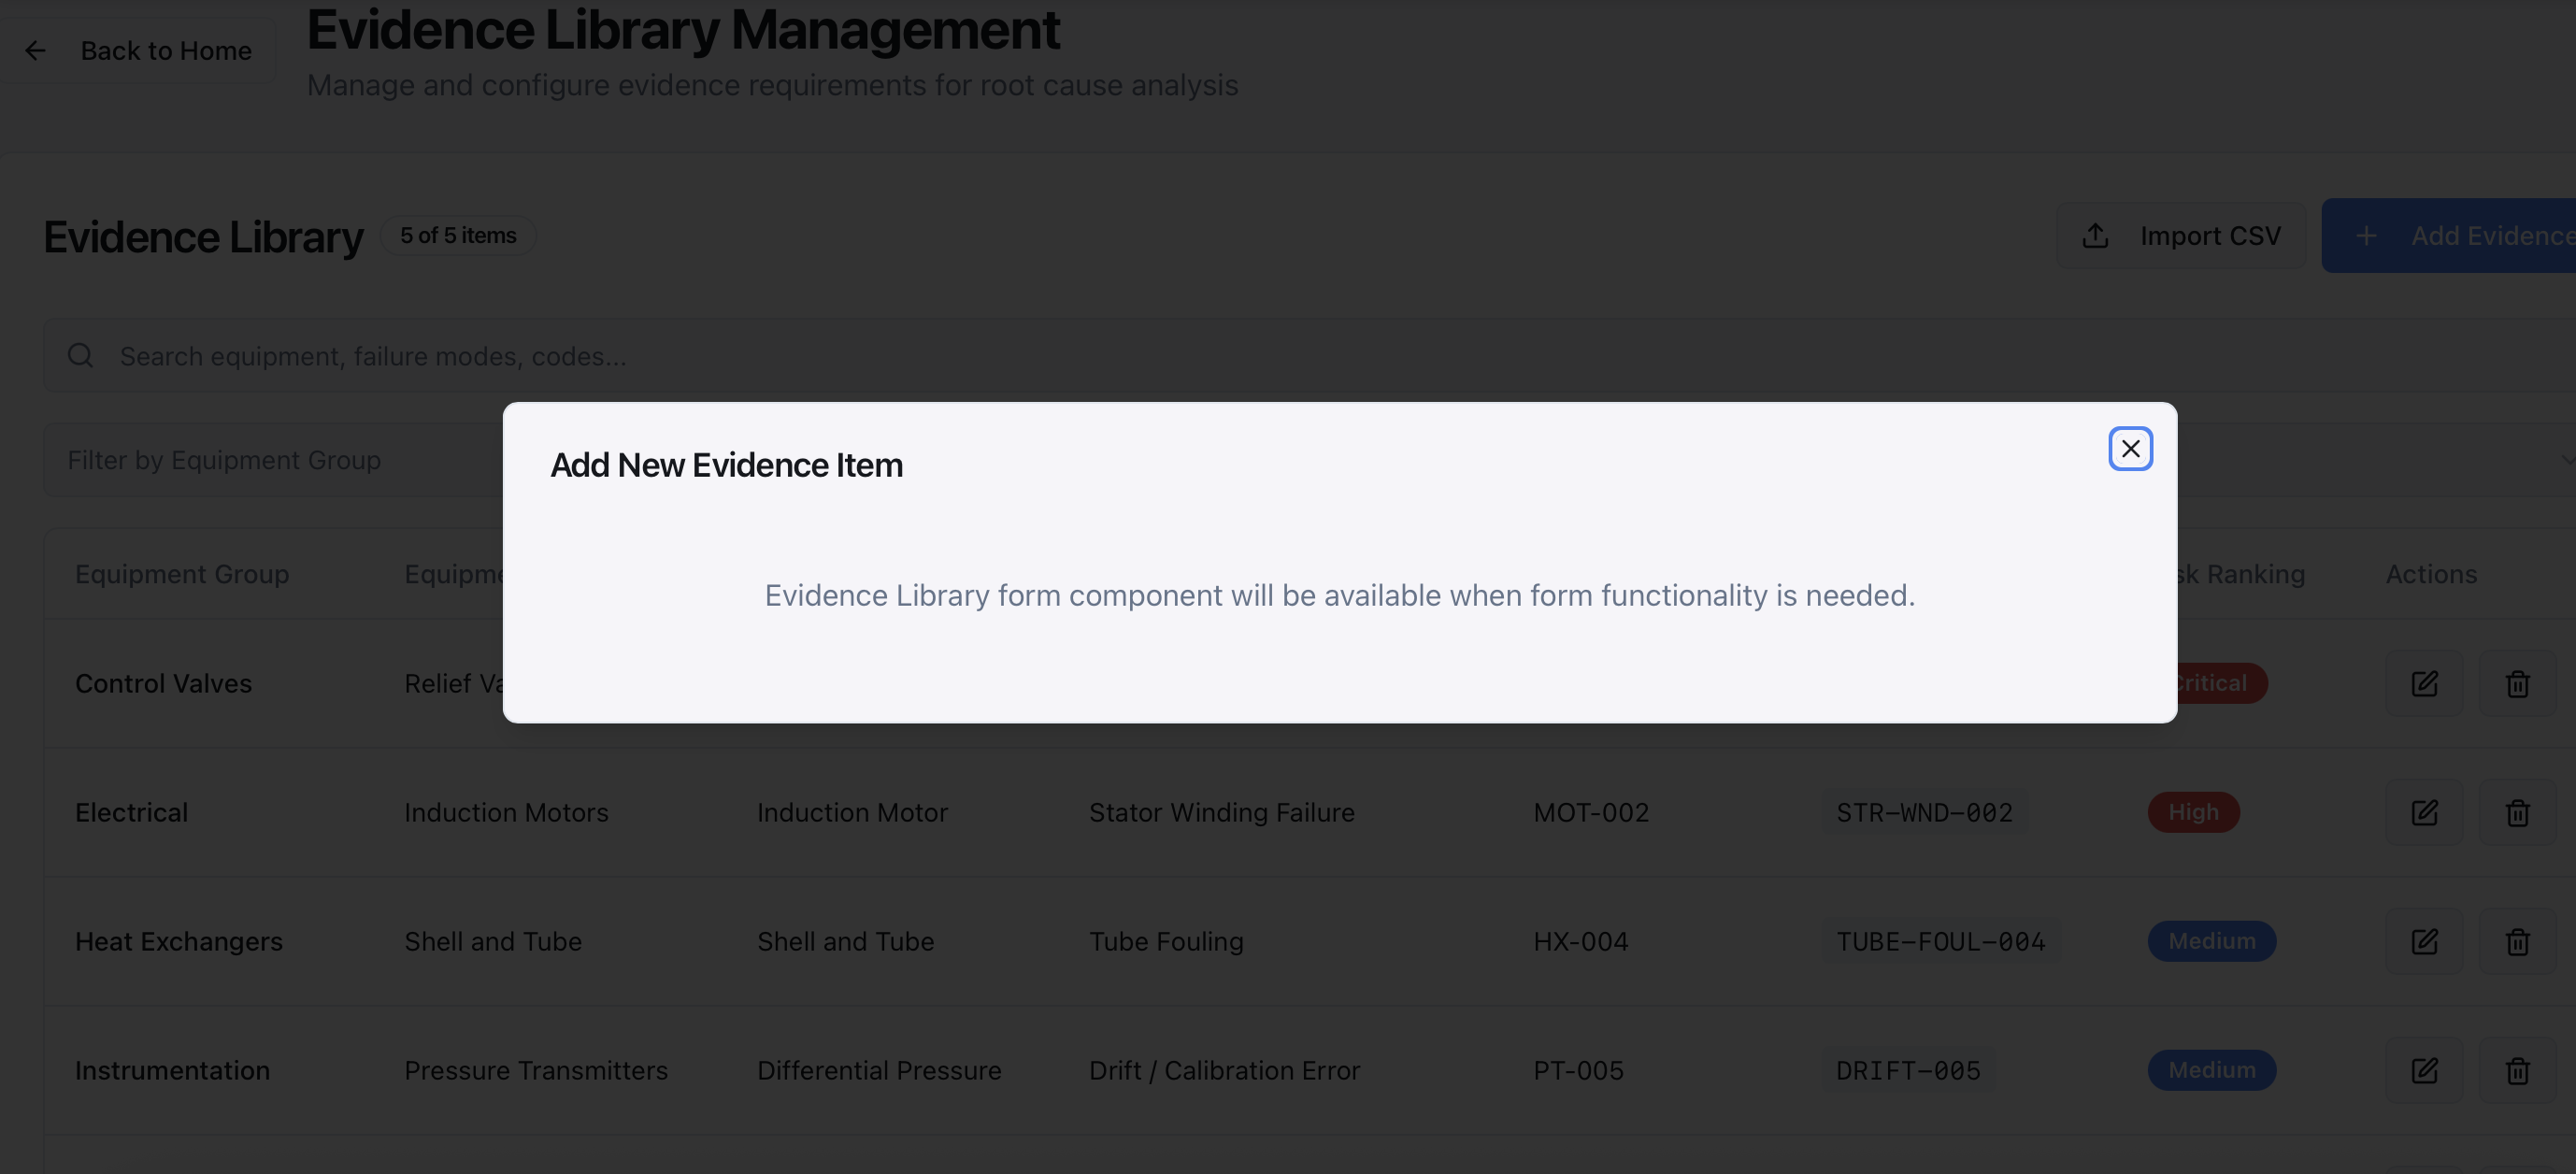 Back to Home
Evidence Library Management
Manage and configure evidence requirements for root cause analysis
Evidence Library
5 of 5 items
Import CSV
Add Evidence
Search equipment, failure modes, codes...
Filter by Equipment Group
Add New Evidence Item
Evidence Library form component will be available when form functionality is needed.
Equipment Group
Ranking
Actions
Control Valves
Relief
Electrical
Induction Motors
Induction Motor
Stator Winding Failure
MOT-002
STR-WND-002
High
Heat Exchangers
Shell and Tube
Shell and Tube
Tube Fouling
HX-004
TUBE-FOUL-004
Medium
Instrumentation
Pressure Transmitters
Differential Pressure
Drift / Calibration Error
PT-005
DRIFT-005
Medium